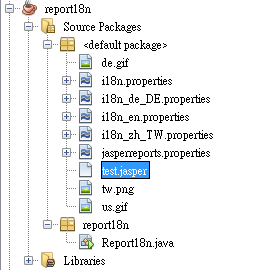 report18n
Source Packages
<default package>
de.gif
i18n.properties
i18n_de_DE.properties
i18n_en.properties
i18n_zh_TW.properties
jasperreports.properties
test.jasper
tw.png
us.gif
report18n
Report18n.java
Libraries